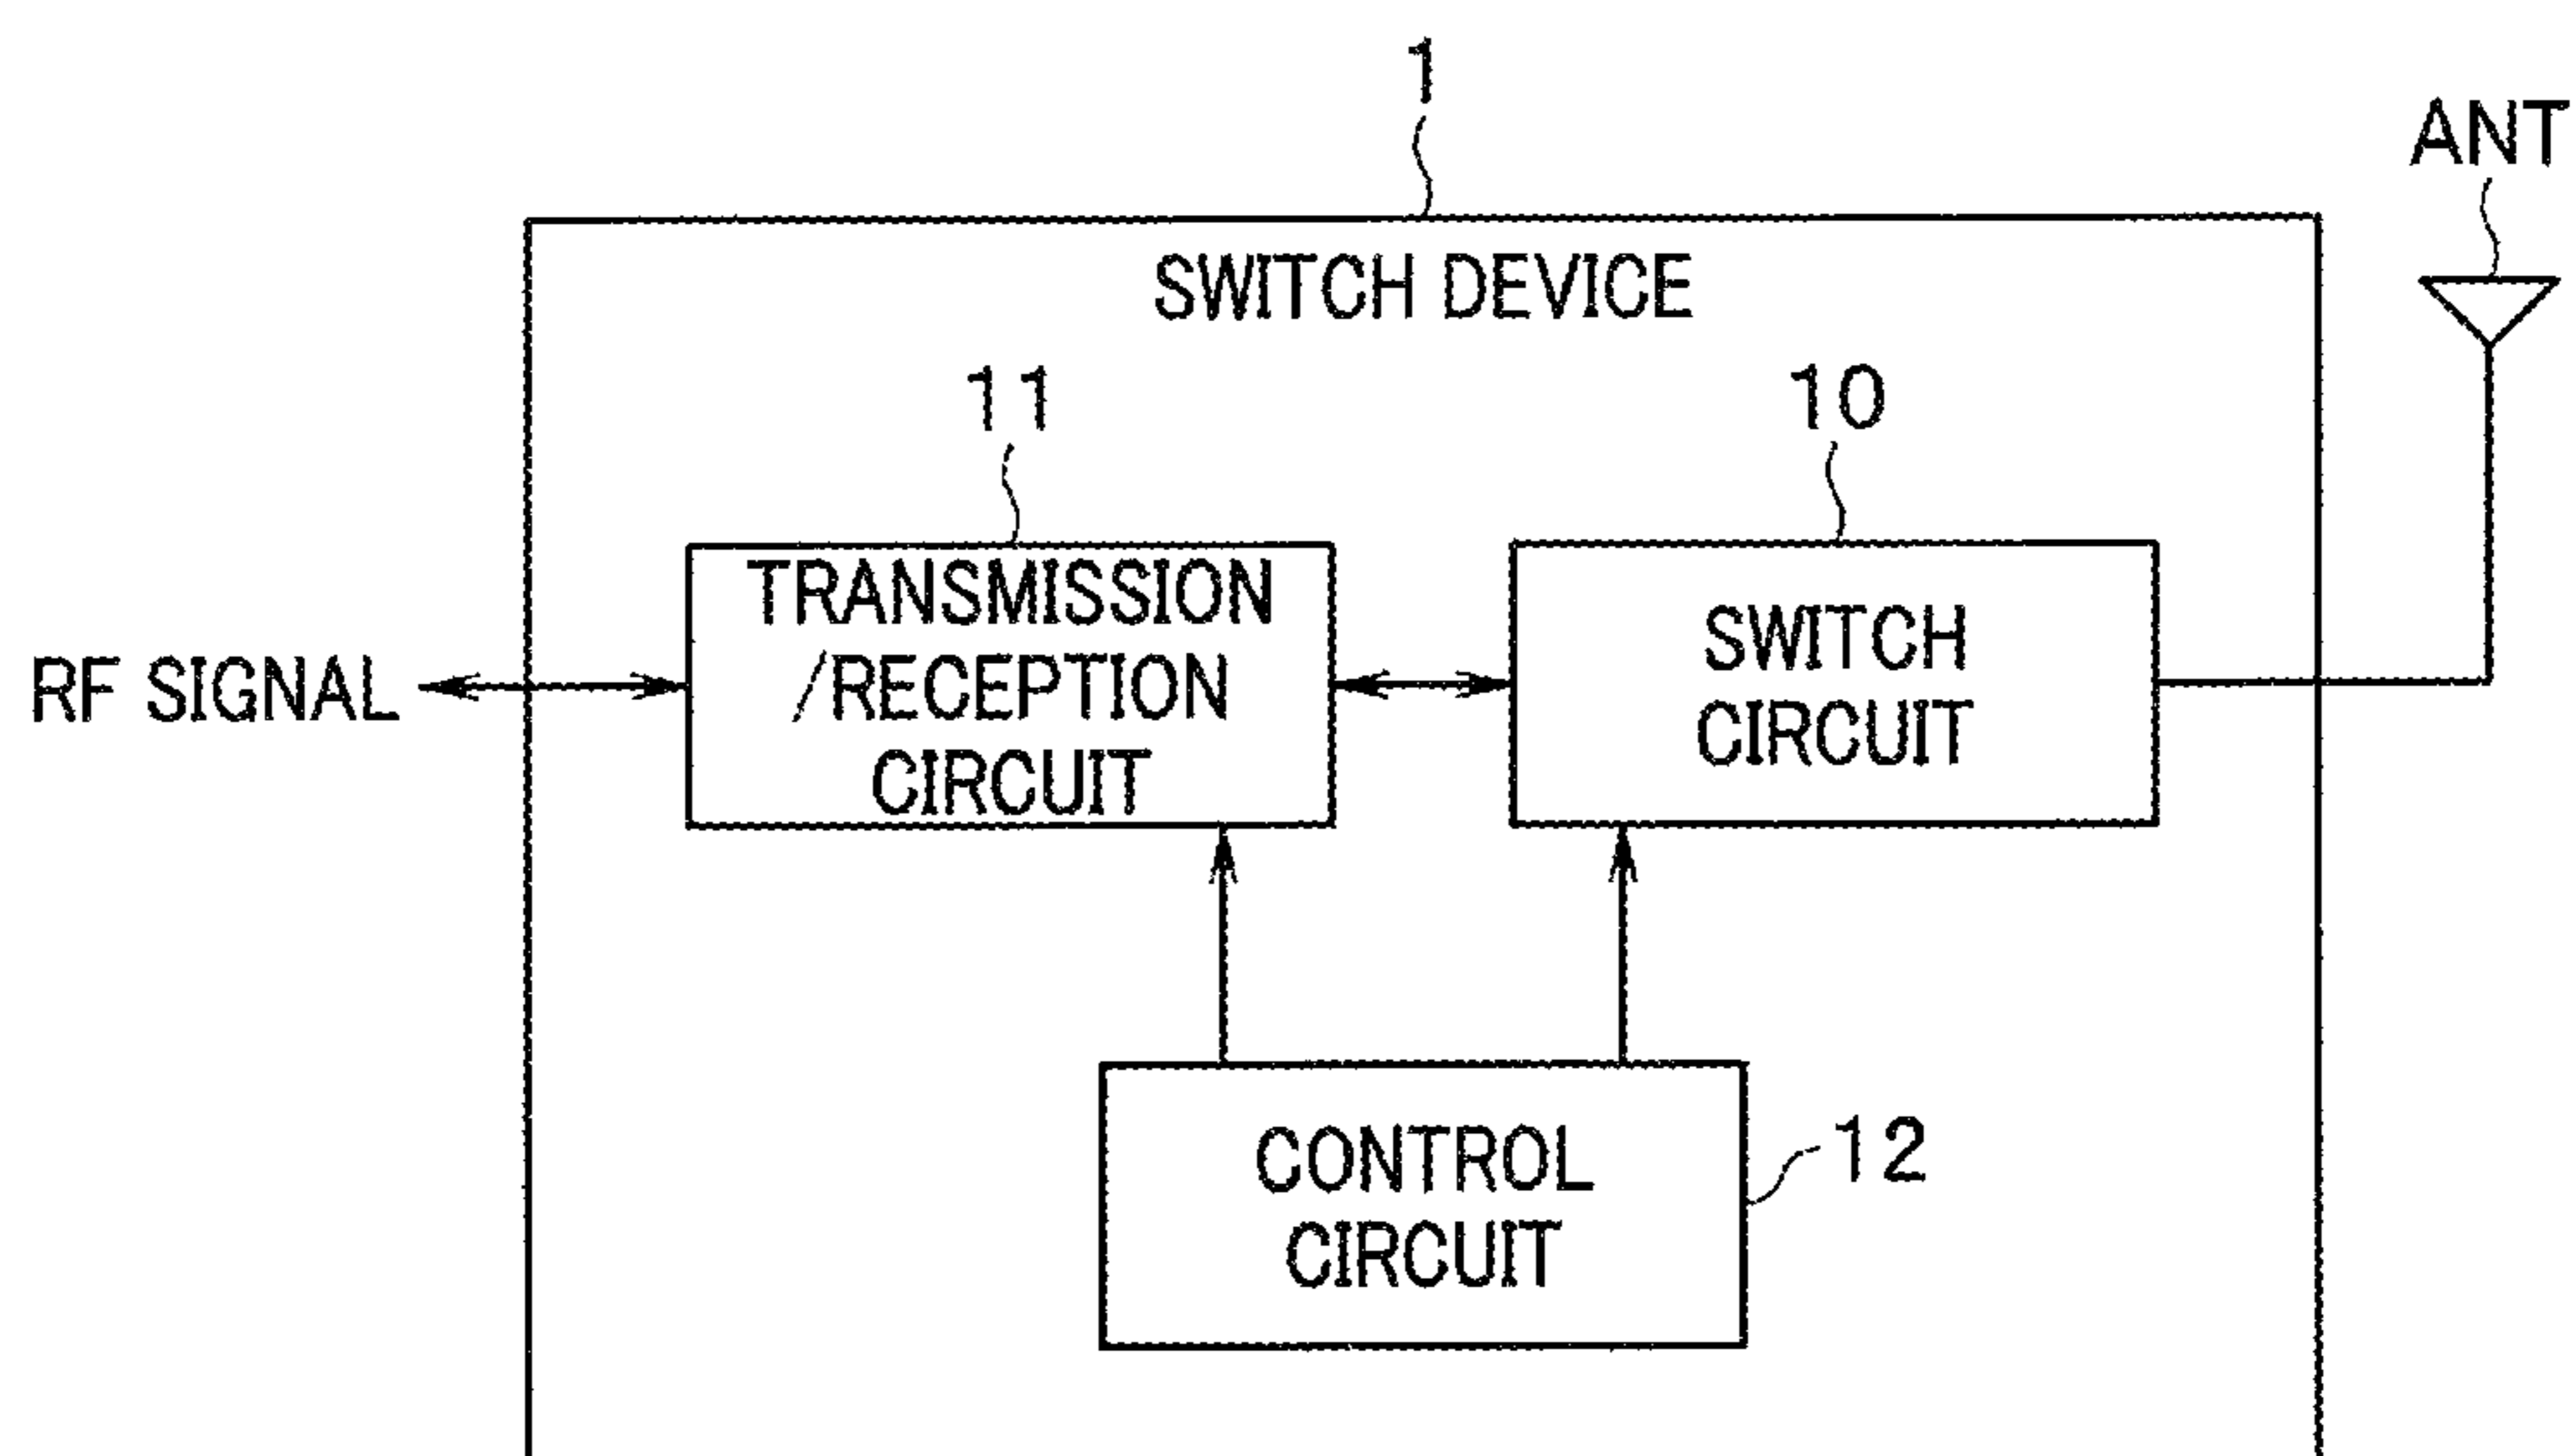 1
ANT
SWITCH DEVICE
11
10
TRANSMISSION
/RECEPTION
CIRCUIT
SWITCH
CIRCUIT
RF SIGNAL
CONTROL
CIRCUIT
12